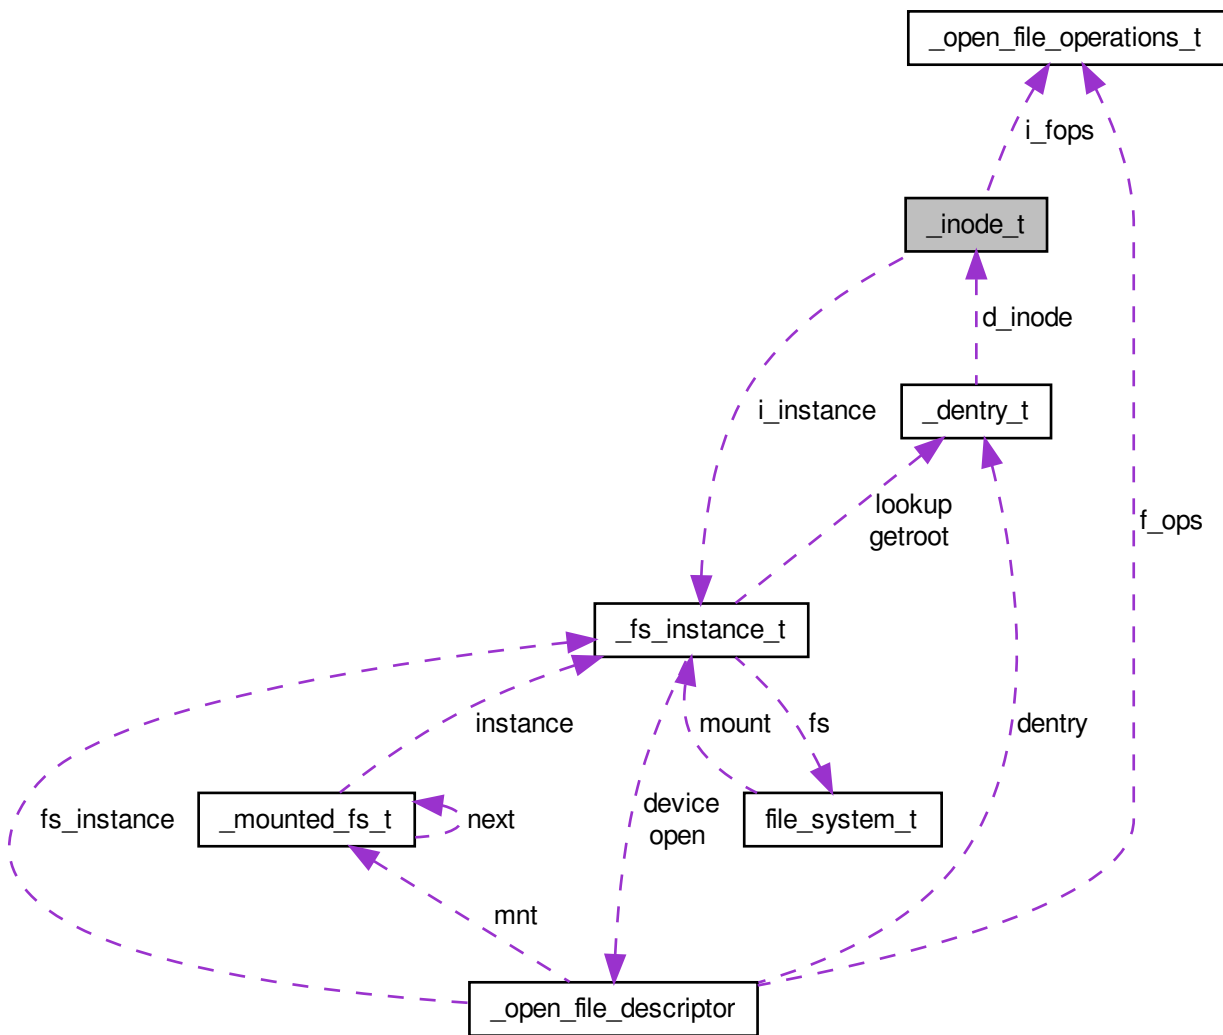 _open_file_operations_t
i_fops
_inode_t
d_inode
i_instance
_dentry_t
lookup
getroot
f_ops
_fs_instance_t
instance
mount
fs
dentry
fs_instance
_mounted_fs_t
next
device
open
file_system_t
mnt
_open_file_descriptor